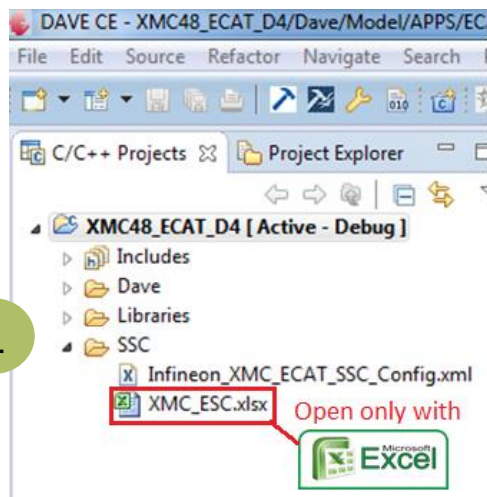 DAVE CE - XMC48_ECAT_D4/Dave/Model/APPS/EC
File Edit Source Refactor Navigate Search
010
C/C++ Projects Project Explorer
XMC48_ECAT_D4 [ Active - Debug ]
Includes
Dave
Libraries
SSC
Infineon_XMC_ECAT_SSC_Config.xml
XMC_ESC.xlsx
Open only with
Microsoft
Excel